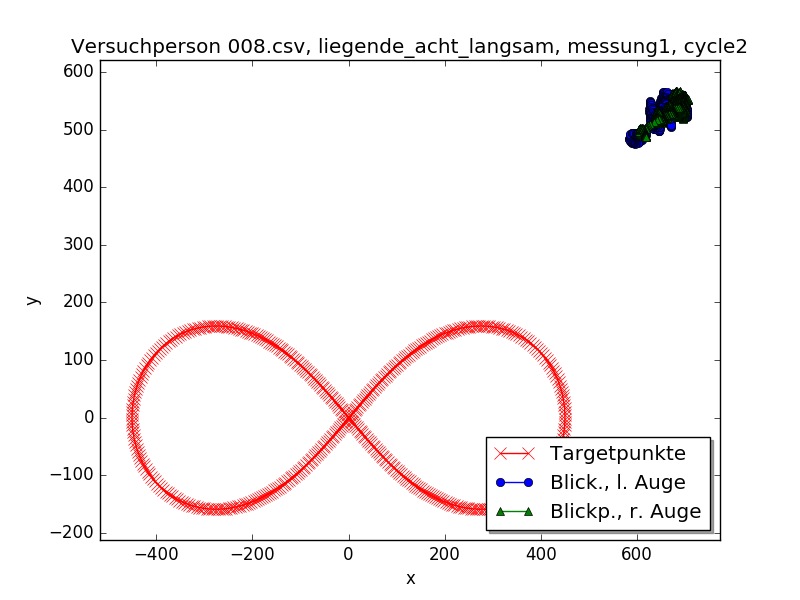 Versuchperson 008.csv, liegende_acht_langsam, messung1, cycle2
600
500
400
300
200
100
0
−100
−200
y
Targetpunkte
Blick., l. Auge
Blickp., r. Auge
−400 −200 0 200 400 600
x